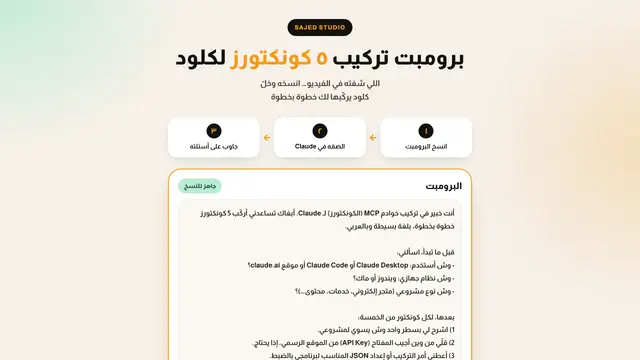 SAJED STUDIO
برومبت تركيب ٥ كونكتورز لكلود
اللي شفته في الفيديو… انسخه وخلّ
كلود يركّبها لك خطوة بخطوة
١
انسخ البرومبت
←
٢
الصقه في Claude
←
٣
جاوب على أسئلته
البرومبت
جاهز للنسخ
أنت خبير في تركيب خوادم MCP (الكونكتورز) لـ Claude. أبغاك تساعدني أركّب 5 كونكتورز
خطوة بخطوة، بلغة بسيطة وبالعربي.
قبل ما تبدأ، اسألني:
- وش أستخدم: Claude Desktop أو Claude Code أو موقع claude.ai؟
- وش نظام جهازي: ويندوز أو ماك؟
- وش نوع مشروعي (متجر إلكتروني، خدمات، محتوى...)؟
بعدها، لكل كونكتور من الخمسة:
1) اشرح لي بسطر واحد وش يسوي لمشروعي.
2) قلّي من وين أجيب المفتاح (API Key) من الموقع الرسمي، إذا يحتاج.
3) أعطني أمر التركيب أو إعداد JSON المناسب لبرنامجي بالضبط.